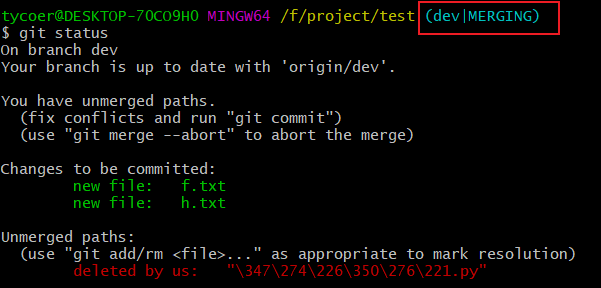 tycoer@DESKTOP-7OCO9H0 MINGW64 /f/project/test (dev|MERGING)
$ git status
On branch dev
Your branch is up to date with 'origin/dev'.
You have unmerged paths.
(fix conflicts and run "git commit")
(use "git merge --abort" to abort the merge)
Changes to be committed:
new file:   f.txt
new file:   h.txt
Unmerged paths:
(use "git add/rm <file>..." as appropriate to mark resolution)
deleted by us:   "\347\274\226\350\276\221.py"